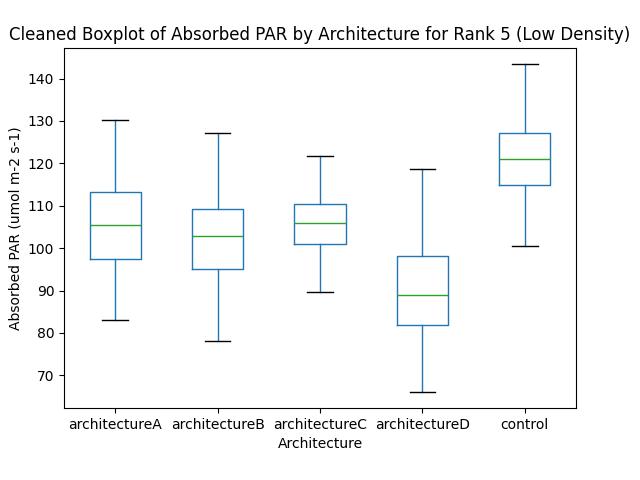 Cleaned Boxplot of Absorbed PAR by Architecture for Rank 5 (Low Density)
Absorbed PAR (umol m-2 s-1)
140
130
120
110
100
90
80
70
architectureA architectureB architectureC architectureD control
Architecture